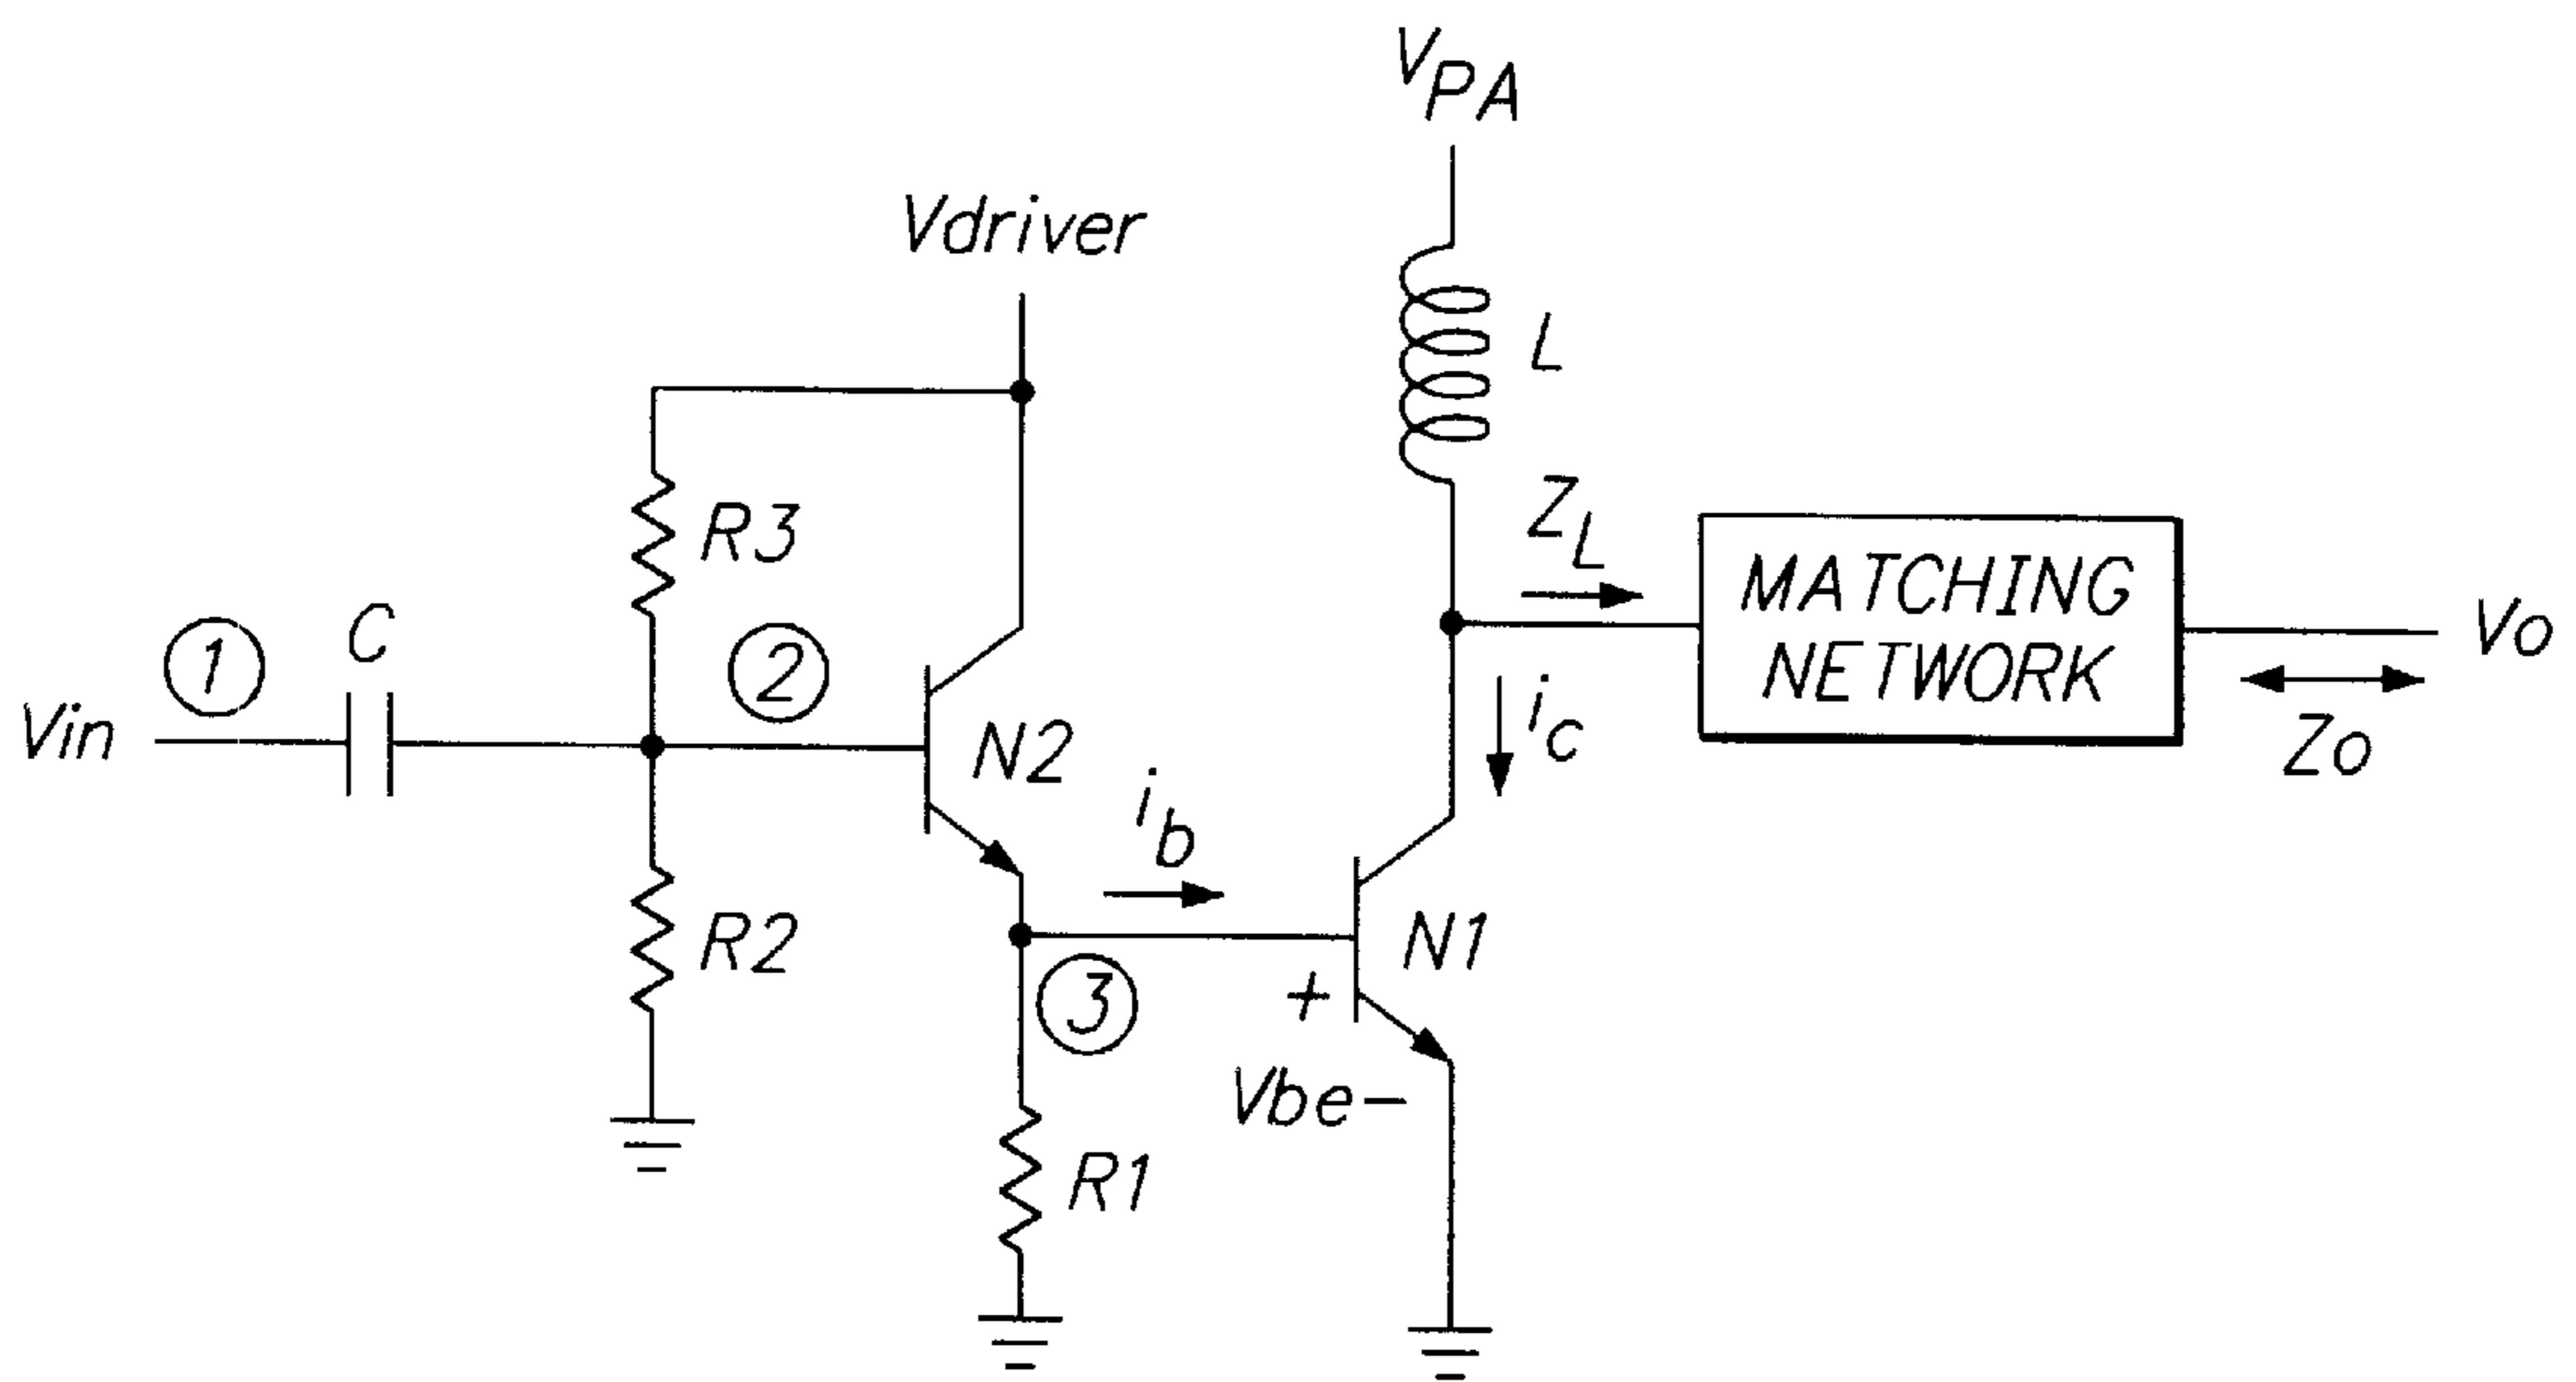 VPA
Vdriver
L
R3
ZL
MATCHING
NETWORK
C
1
2
Vin
N2
ic
Vo
Zo
ib
R2
N1
3
+
Vbe-
R1